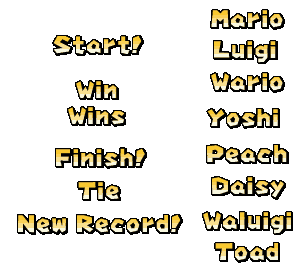 Start!
Win
Wins
Finish!
Tie
New Record!
Mario
Luigi
Wario
Yoshi
Peach
Daisy
Waluigi
Toad